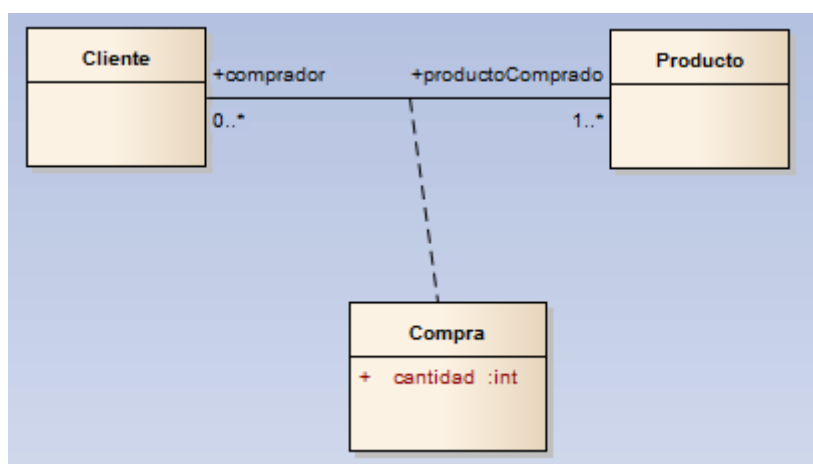 Cliente
+comprador
+productoComprado
Producto
0..*
1..*
Compra
+ cantidad :int